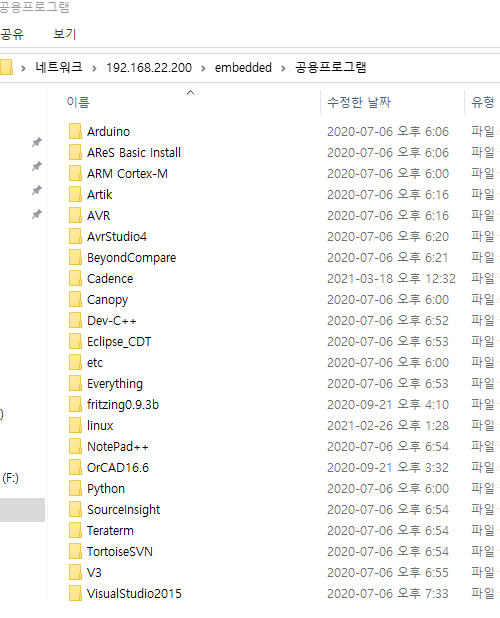 공용프로그램
공유 보기
네트워크 > 192.168.22.200 > embedded > 공용프로그램
이름 수정한 날짜 유형
Arduino 2020-07-06 오후 6:06 파일
AReS Basic Install 2020-07-06 오후 6:06 파일
ARM Cortex-M 2020-07-06 오후 6:00 파일
Artik 2020-07-06 오후 6:16 파일
AVR 2020-07-06 오후 6:16 파일
AvrStudio4 2020-07-06 오후 6:20 파일
BeyondCompare 2020-07-06 오후 6:21 파일
Cadence 2021-03-18 오후 12:32 파일
Canopy 2020-07-06 오후 6:00 파일
Dev-C++ 2020-07-06 오후 6:52 파일
Eclipse_CDT 2020-07-06 오후 6:53 파일
etc 2020-07-06 오후 6:00 파일
Everything 2020-07-06 오후 6:53 파일
fritzing0.9.3b 2020-09-21 오후 4:10 파일
) linux 2021-02-26 오후 1:28 파일
NotePad++ 2020-07-06 오후 6:54 파일
OrCAD16.6 2020-09-21 오후 3:32 파일
(F:) Python 2020-07-06 오후 6:00 파일
SourceInsight 2020-07-06 오후 6:54 파일
Teraterm 2020-07-06 오후 6:54 파일
TortoiseSVN 2020-07-06 오후 6:54 파일
V3 2020-07-06 오후 6:55 파일
VisualStudio2015 2020-07-06 오후 7:33 파일